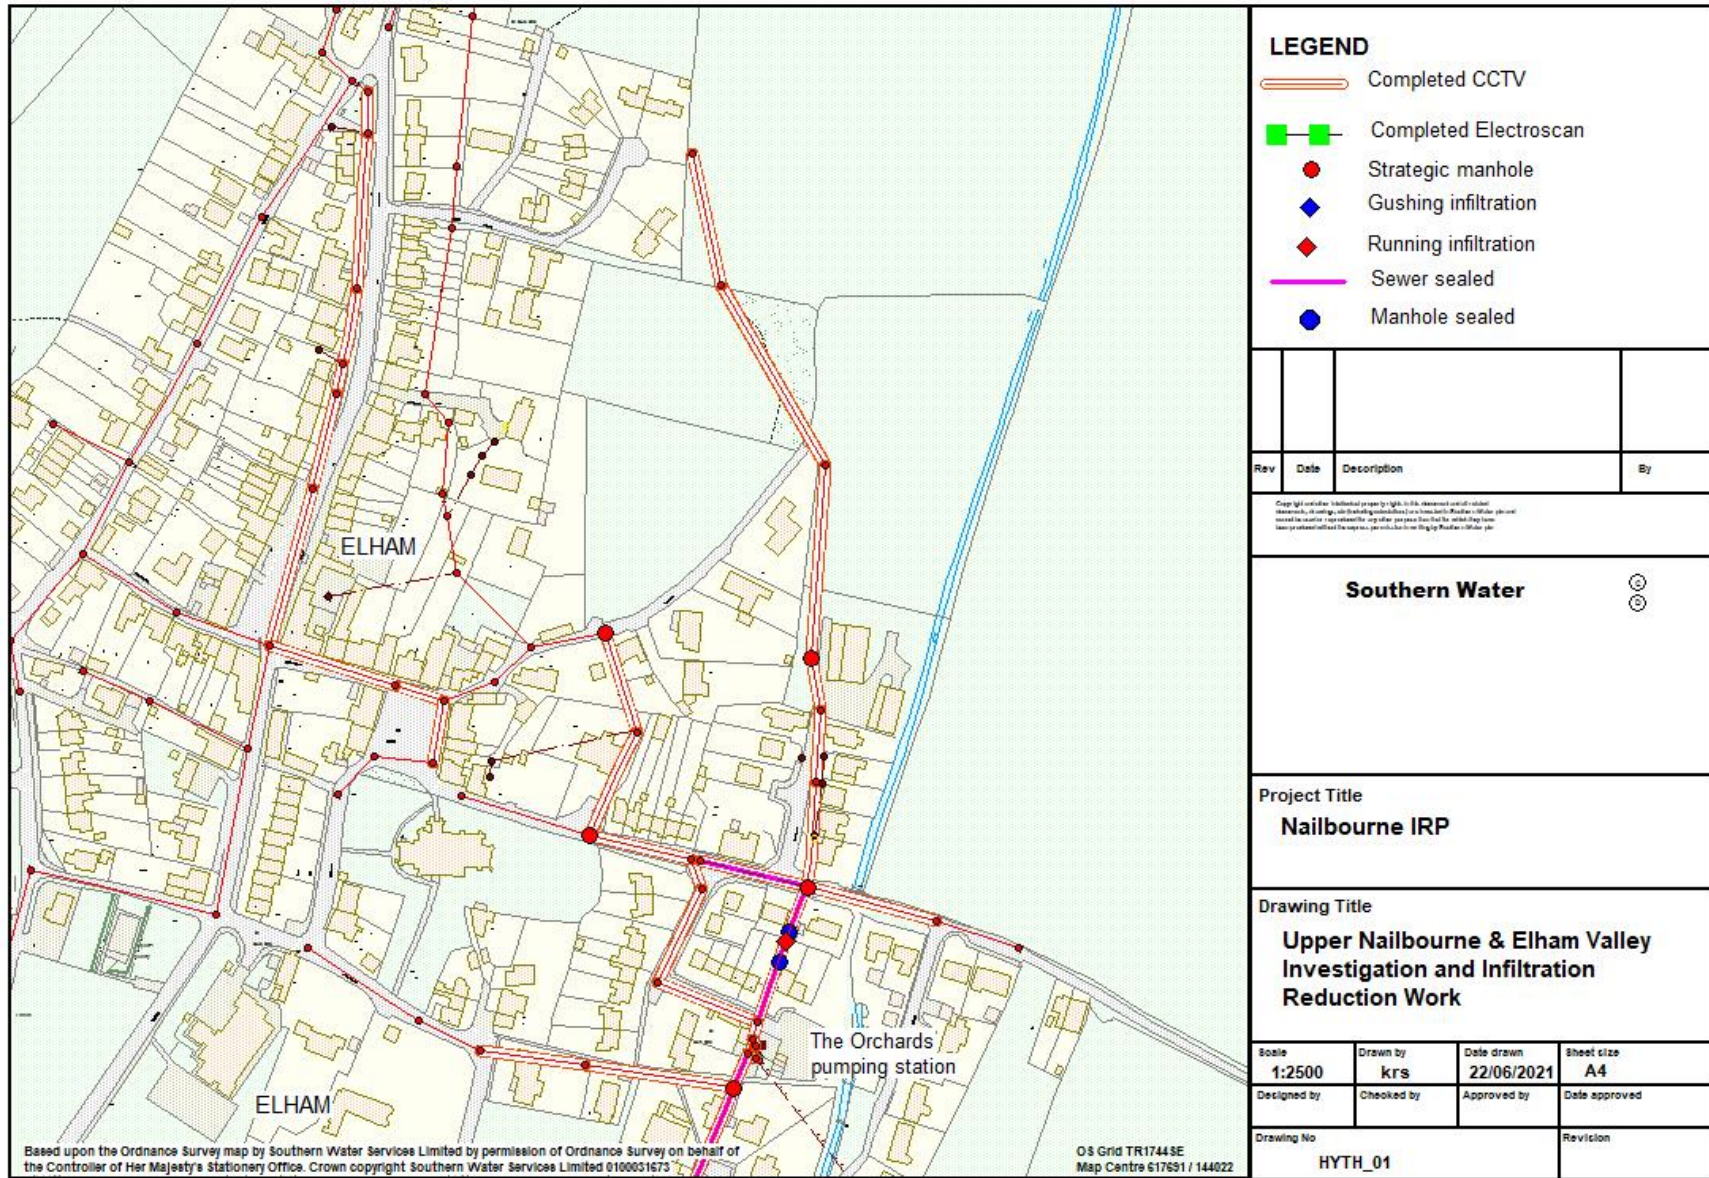 ELHAM
The Orchards
pumping station
ELHAM
Based upon the Ordnance Survey map by Southern Water Services Limited by permission of Ordnance Survey on behalf of
the Controller of Her Majesty's Stationery Office. Crown copyright Southern Water Services Limited 0100031673
OS Grid TR1744SE
Map Centre 617691 / 144022
LEGEND
Completed CCTV
Completed Electroscan
Strategic manhole
Gushing infiltration
Running infiltration
Sewer sealed
Manhole sealed
Rev Date Description By
Southern Water
Project Title
Nailbourne IRP
Drawing Title
Upper Nailbourne & Elham Valley
Investigation and Infiltration
Reduction Work
Scale Drawn by Date drawn Sheet size
1:2500 krs 22/06/2021 A4
Designed by Checked by Approved by Date approved
Drawing No Revision
HYTH_01